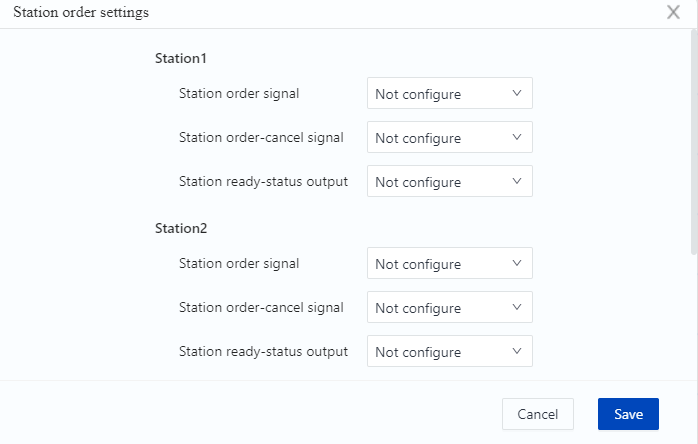 Station order settings
Station1
Station order signal Not configure
Station order-cancel signal Not configure
Station ready-status output Not configure
Station2
Station order signal Not configure
Station order-cancel signal Not configure
Station ready-status output Not configure
Cancel Save